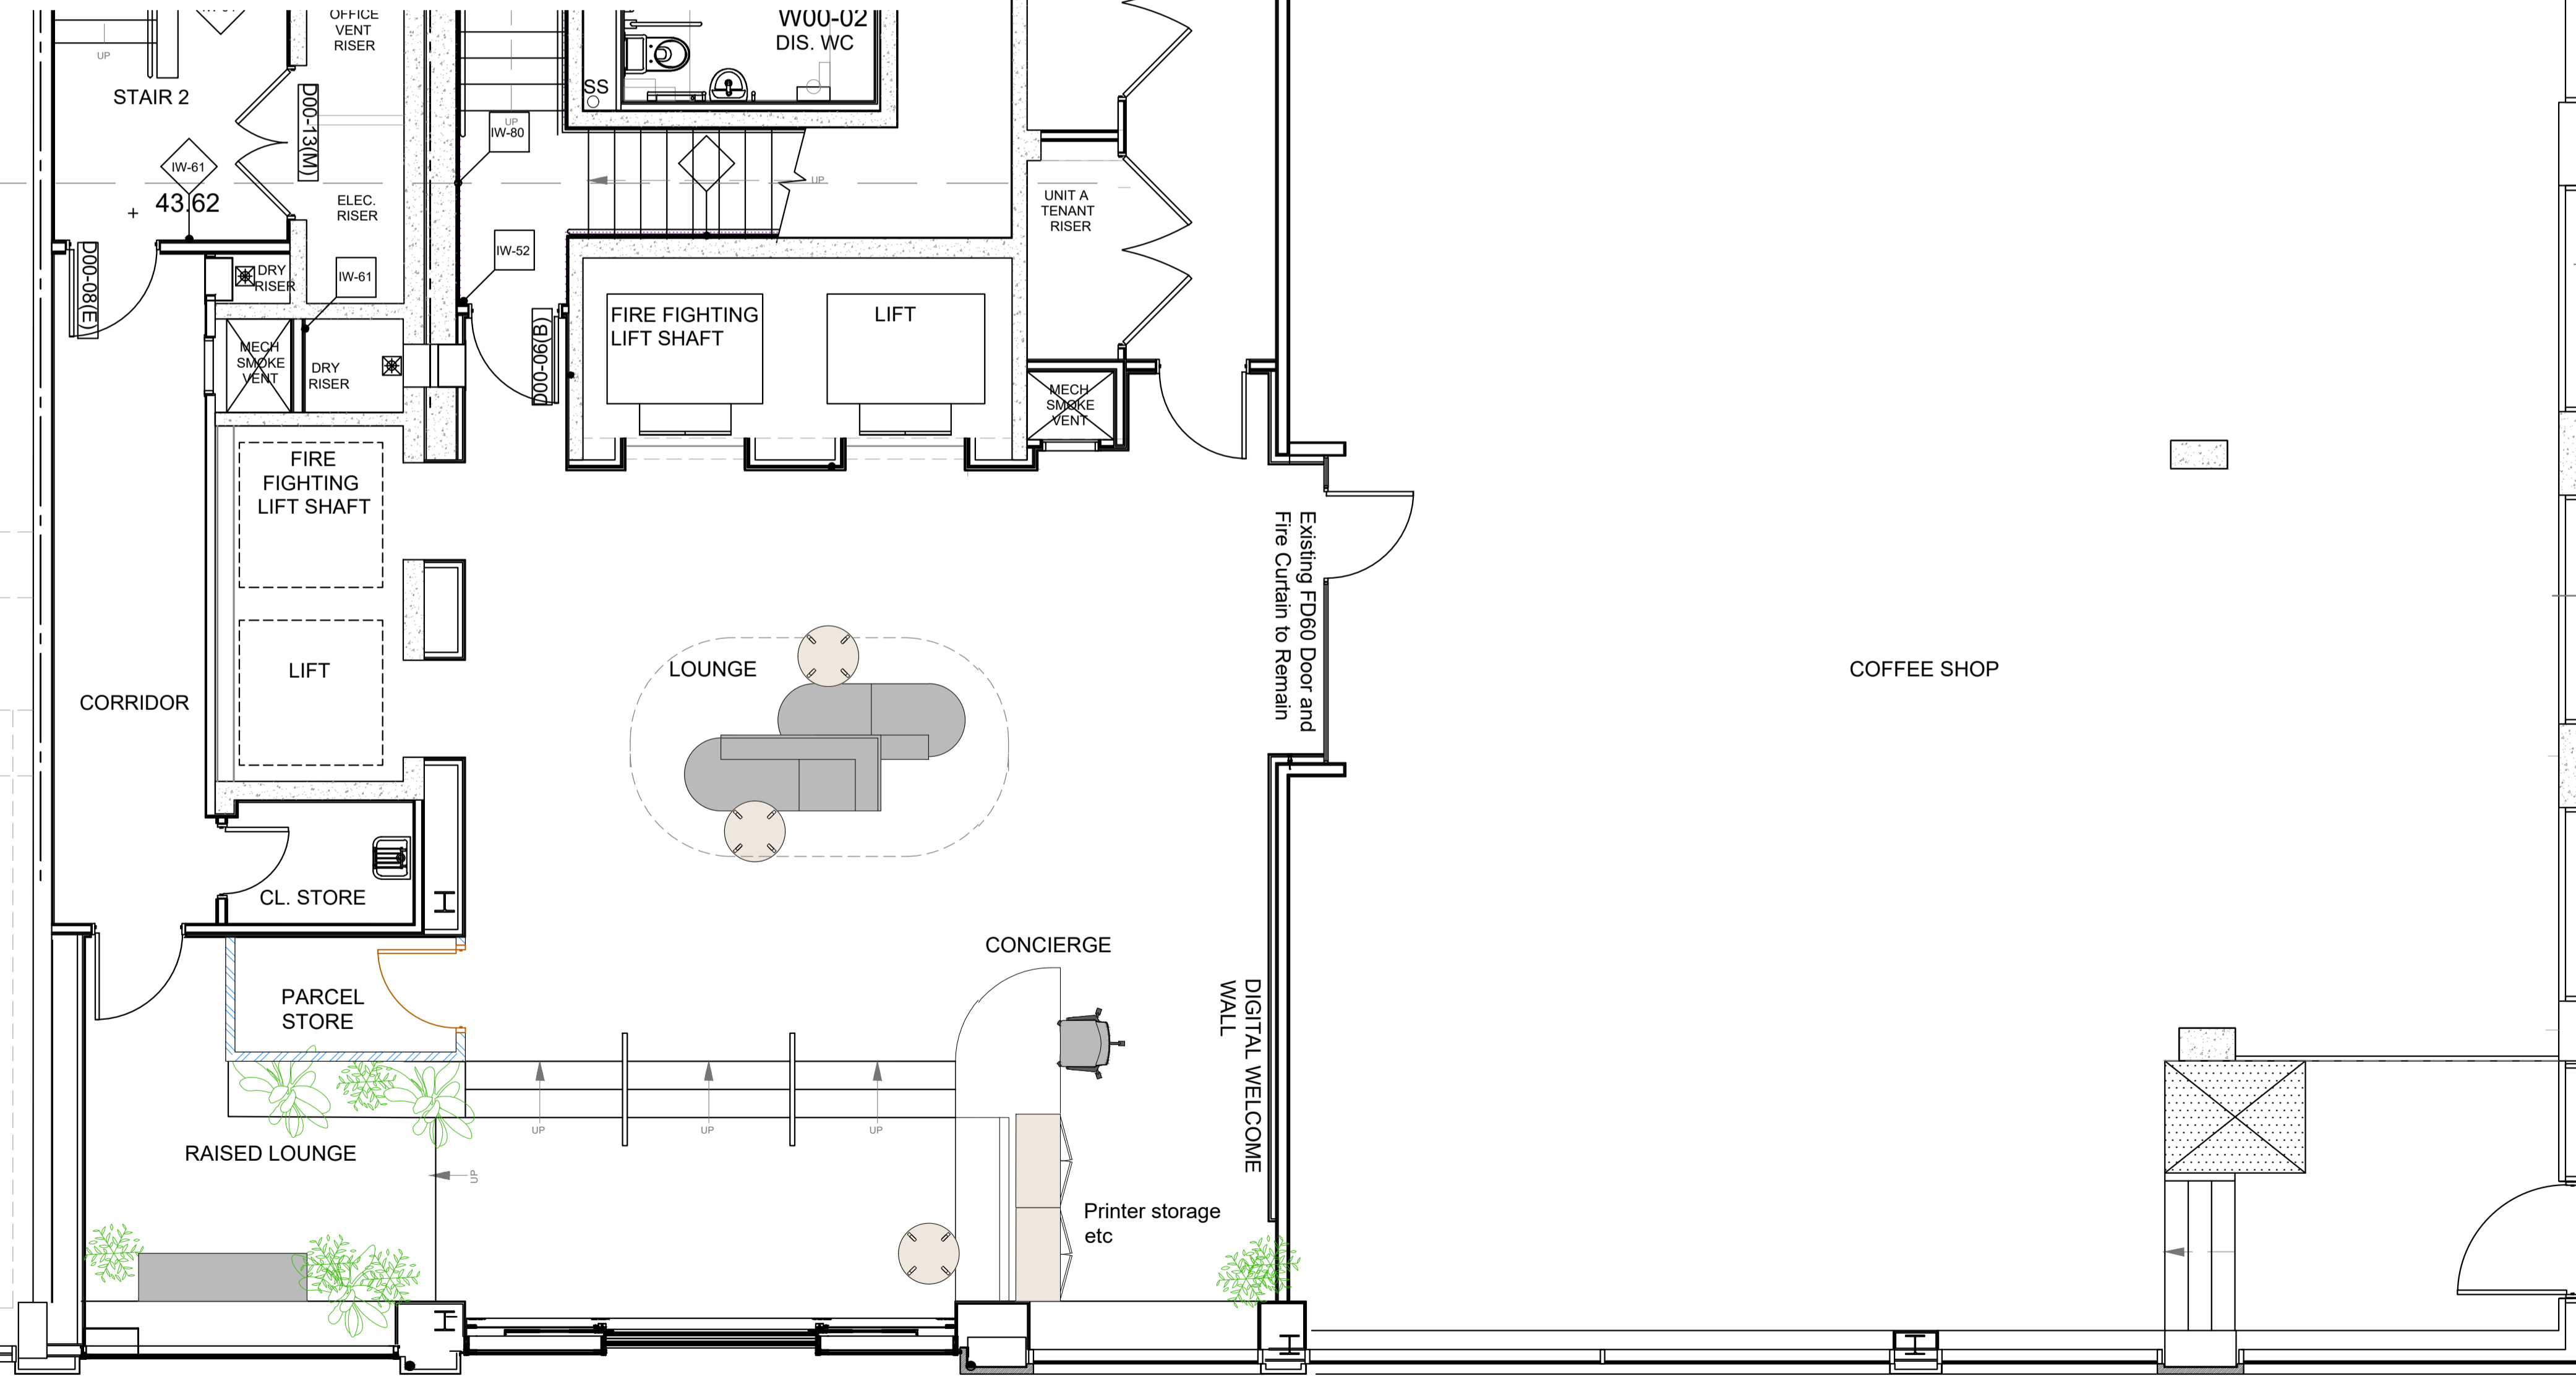 OFFICE
VENT
RISER
W00-02
DIS. WC
UP
STAIR 2
D00-13(M)
SS
UP
IW-80
IW-61
43.62
ELEC.
RISER
UP
UNIT A
TENANT
RISER
D00-08(E)
DRY
RISER
IW-61
IW-52
D00-06(B)
FIRE FIGHTING
LIFT SHAFT
LIFT
MECH
SMOKE
VENT
DRY
RISER
MECH
SMOKE
VENT
FIRE
FIGHTING
LIFT SHAFT
Existing FD60 Door and
Fire Curtain to Remain
LIFT
LOUNGE
COFFEE SHOP
CORRIDOR
CL. STORE
CONCIERGE
PARCEL
STORE
DIGITAL WELCOME
WALL
UP
UP
UP
RAISED LOUNGE
UP
Printer storage
etc